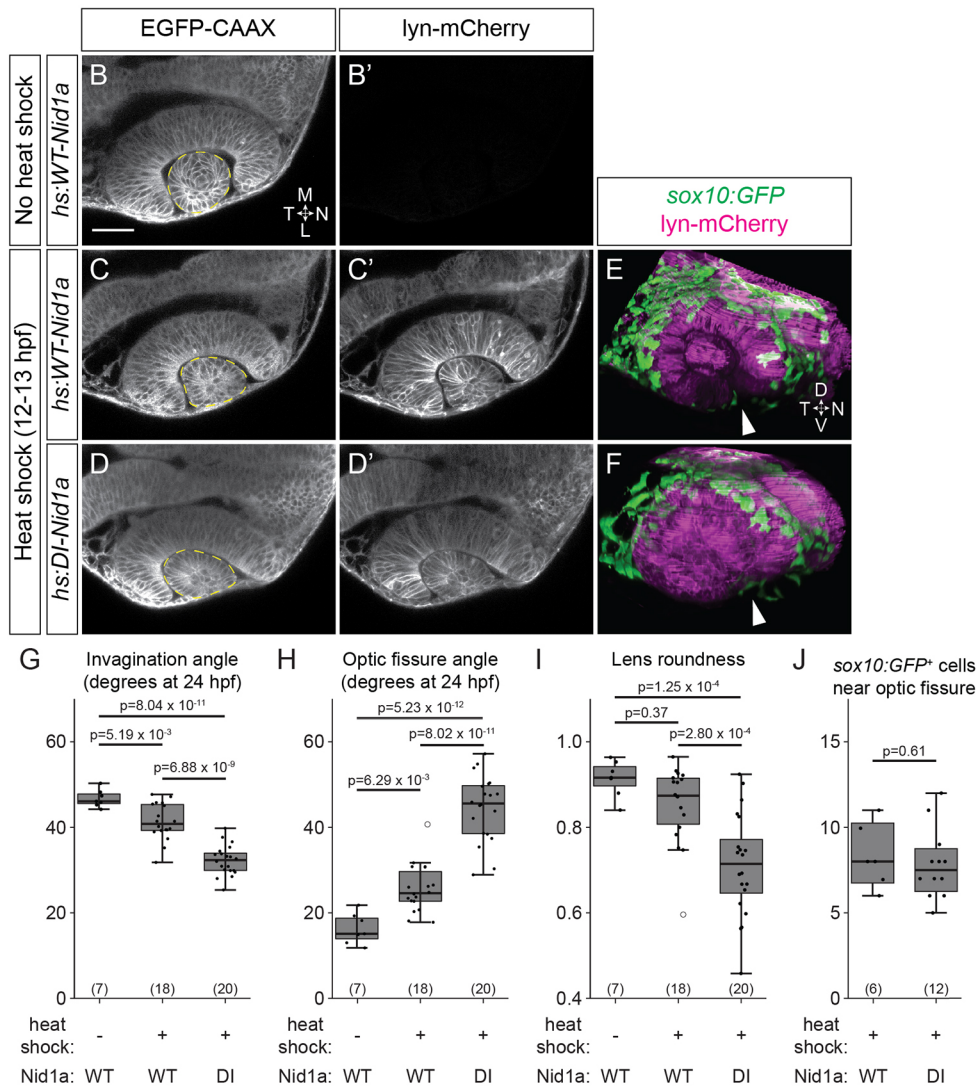 EGFP-CAAX
lyn-mCherry
No heat shock
hs:WT-Nid1a
B
M
T N
L
B'
sox10:GFP
lyn-mCherry
Heat shock (12-13 hpf)
hs:WT-Nid1a
C
C'
E
D
T N
V
hs:DI-Nid1a
D
D'
F
G
Invagination angle
(degrees at 24 hpf)
p=8.04 x 10-11
p=5.19 x 10-3
p=6.88 x 10-9
60
40
20
0
(7) (18) (20)
H
Optic fissure angle
(degrees at 24 hpf)
p=5.23 x 10-12
p=8.02 x 10-11
p=6.29 x 10-3
60
40
20
0
(7) (18) (20)
I
Lens roundness
p=1.25 x 10-4
p=0.37
p=2.80 x 10-4
1.0
0.8
0.6
0.4
(7) (18) (20)
J
sox10:GFP+ cells
near optic fissure
p=0.61
15
10
5
0
(6) (12)
heat
shock:
- + +
Nid1a: WT WT DI
heat
shock:
- + +
Nid1a: WT WT DI
heat
shock:
- + +
Nid1a: WT WT DI
heat
shock:
+ +
Nid1a: WT DI